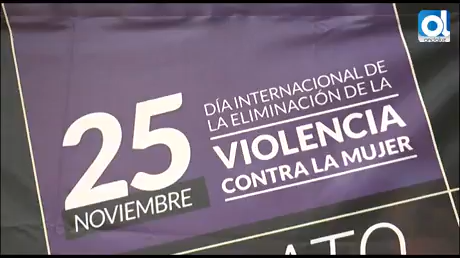 25
NOVIEMBRE
DÍA INTERNACIONAL DE
LA ELIMINACIÓN DE LA
VIOLENCIA
CONTRA LA MUJER